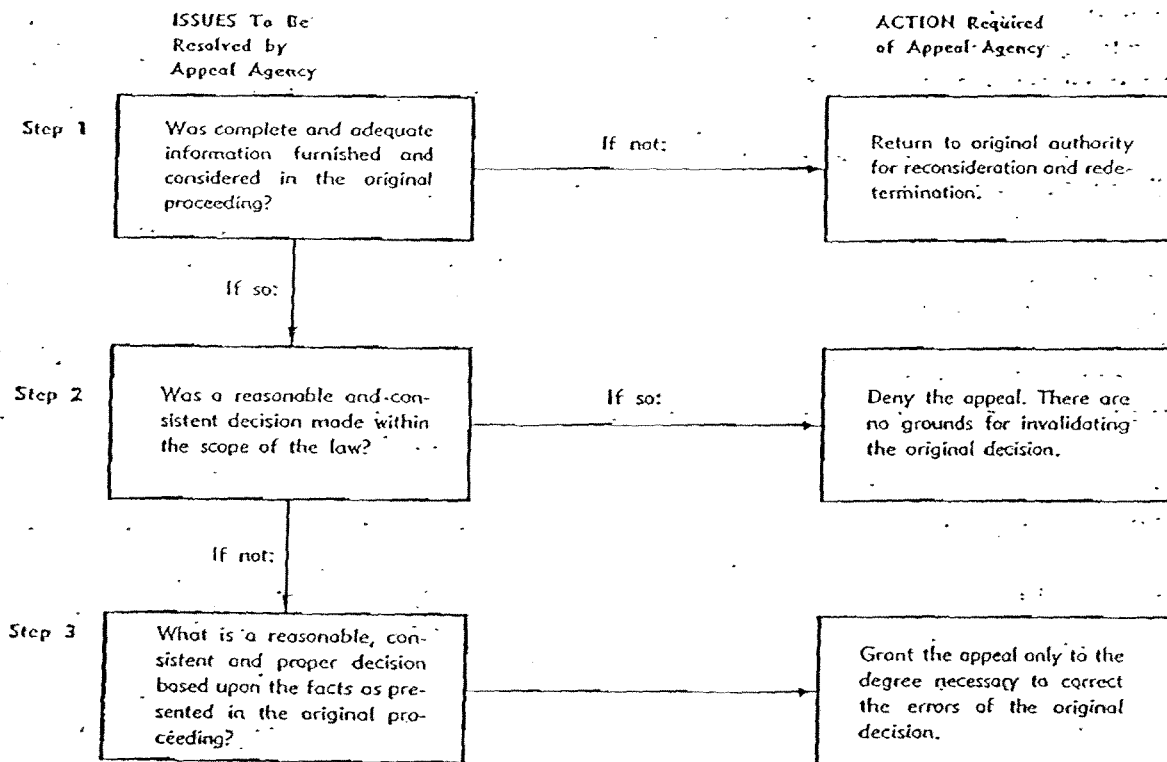 ISSUES To Be
Resolved by
Appeal Agency
ACTION Required
of Appeal Agency
Step 1
Was complete and adequate
information furnished and
considered in the original
proceeding?
If not:
Return to original authority
for reconsideration and rede-
termination.
If so:
Step 2
Was a reasonable and con-
sistent decision made within
the scope of the law?
If so:
Deny the appeal. There are
no grounds for invalidating
the original decision.
If not:
Step 3
What is a reasonable, con-
sistent and proper decision
based upon the facts as pre-
sented in the original pro-
ceeding?
Grant the appeal only to the
degree necessary to correct
the errors of the original
decision.